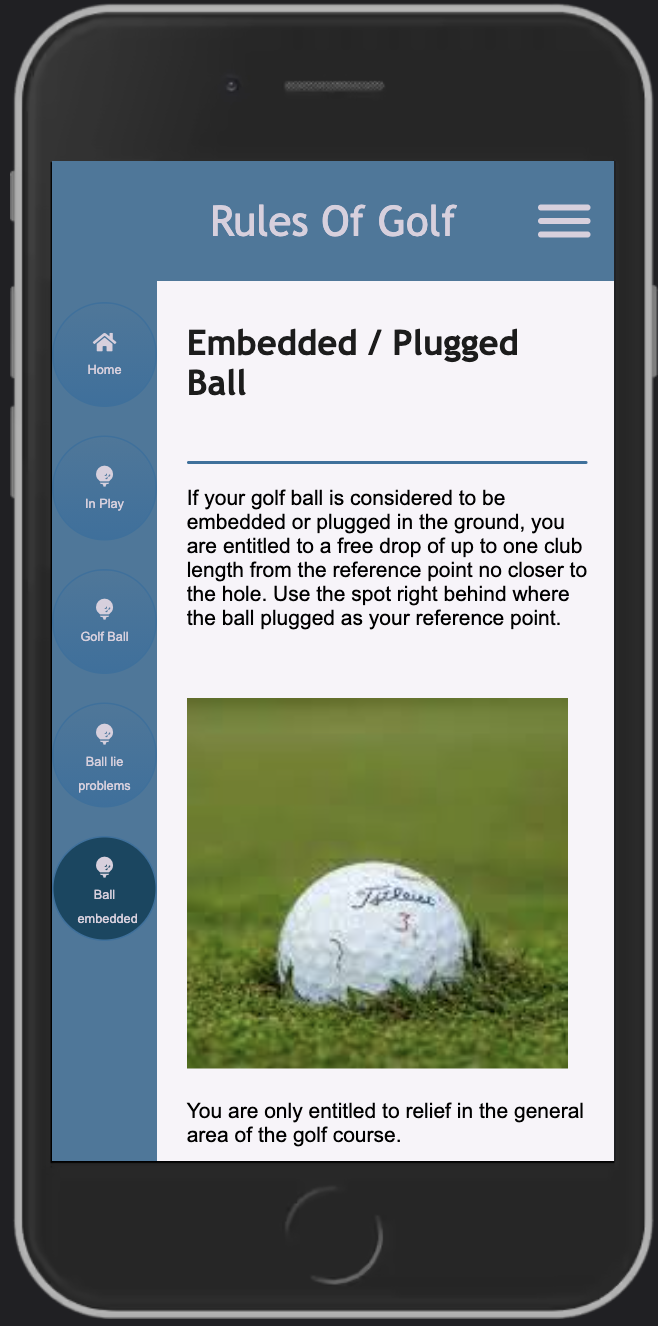 Rules Of Golf
Home
In Play
Golf Ball
Ball lie
problems
Ball
embedded
Embedded / Plugged
Ball
If your golf ball is considered to be
embedded or plugged in the ground, you
are entitled to a free drop of up to one club
length from the reference point no closer to
the hole. Use the spot right behind where
the ball plugged as your reference point.
Titleist
3
You are only entitled to relief in the general
area of the golf course.